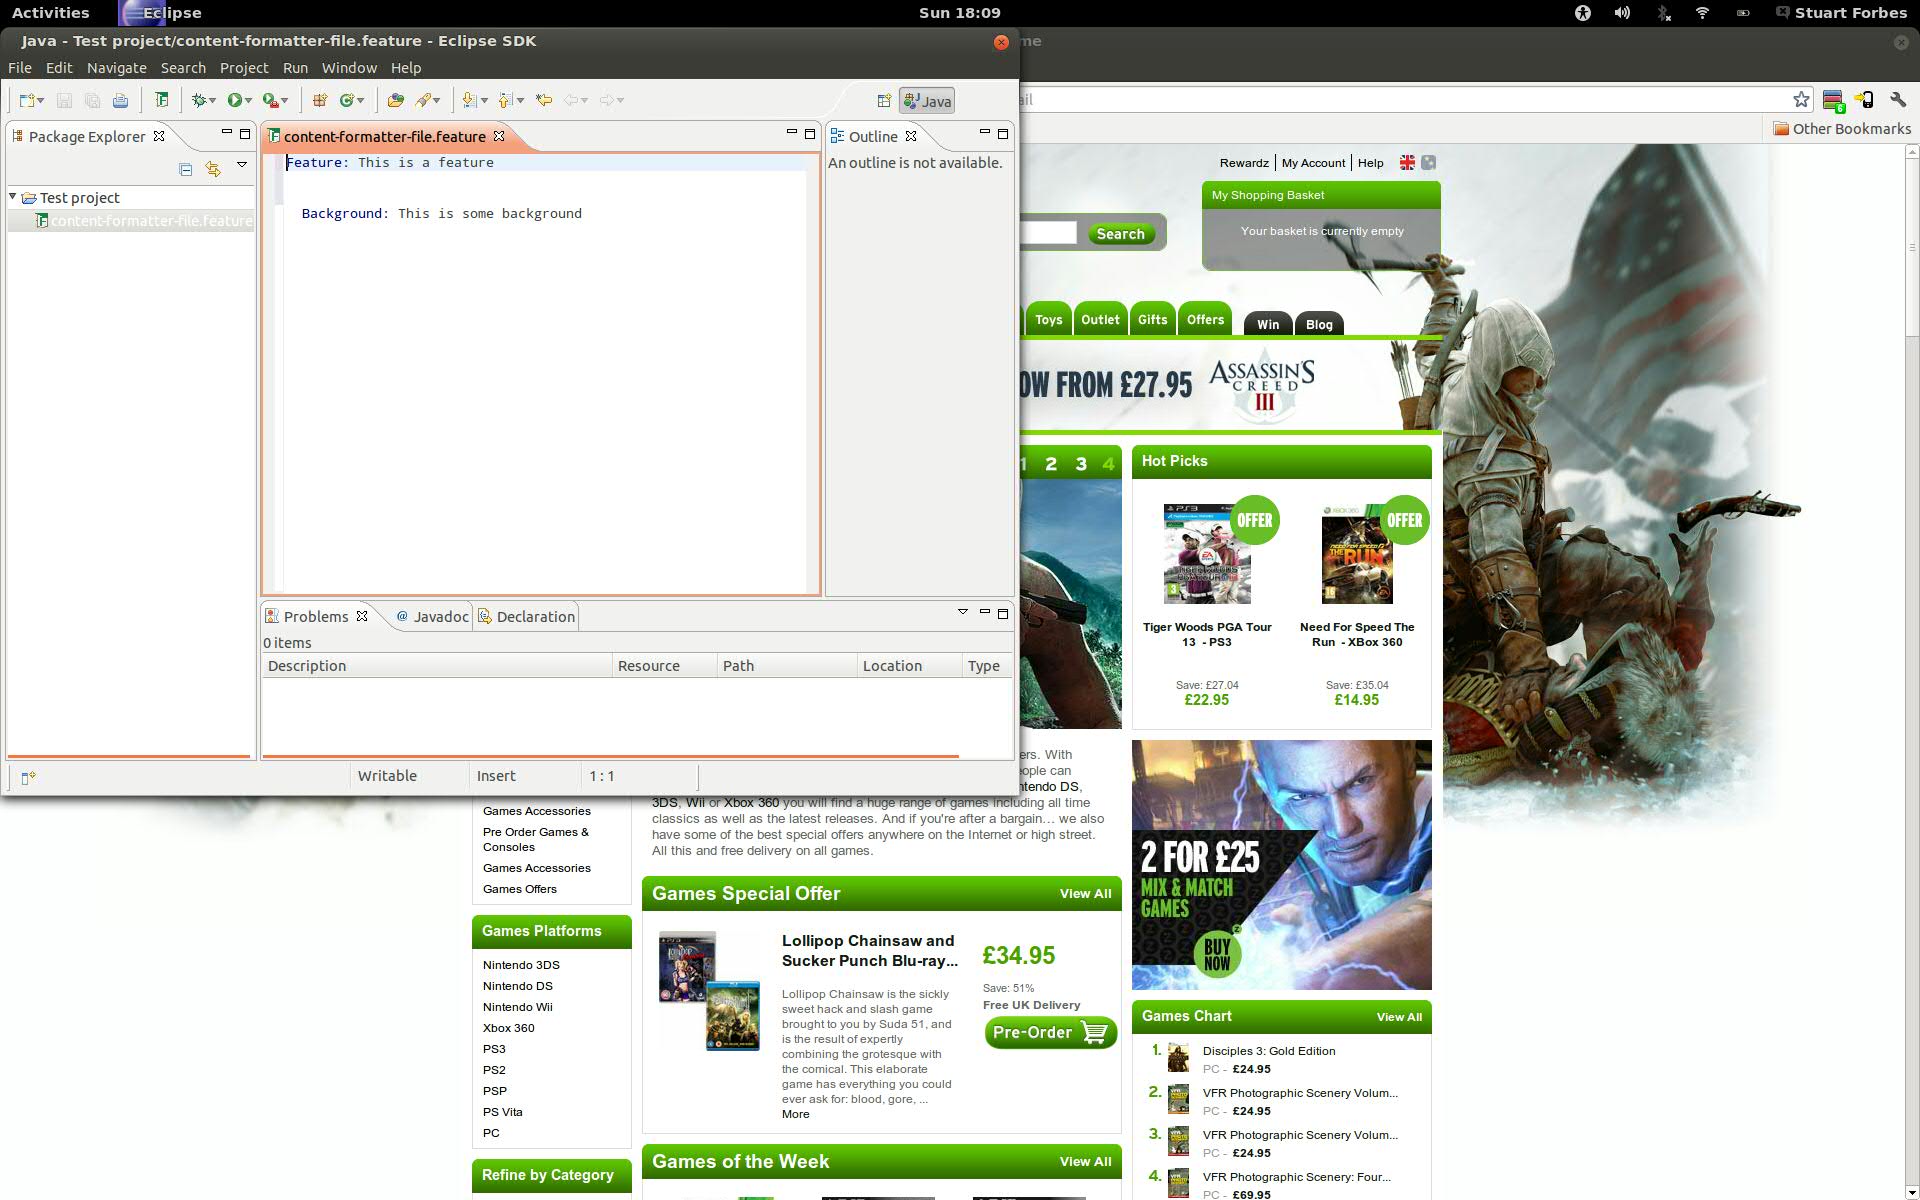 Activities
Eclipse
Sun 18:09
Stuart Forbes
Java - Test project/content-formatter-file.feature - Eclipse SDK
me
File Edit Navigate Search Project Run Window Help
Java
ail
6
Other Bookmarks
Package Explorer
content-formatter-file.feature
Outline
An outline is not available.
Test project
content-formatter-file.feature
Feature: This is a feature
Background: This is some background
Problems
@ Javadoc
Declaration
0 items
Description Resource Path Location Type
Writable Insert 1 : 1
Rewardz My Account Help
My Shopping Basket
Your basket is currently empty
Search
Toys Outlet Gifts Offers Win Blog
OW FROM £27.95
ASSASSIN'S
CREED
III
1 2 3 4
Hot Picks
OFFER
OFFER
Tiger Woods PGA Tour
13 - PS3
Save: £27.04
£22.95
Need For Speed The
Run - XBox 360
Save: £35.04
£14.95
ers. With
eople can
ntendo DS,
3DS, Wii or Xbox 360 you will find a huge range of games including all time
classics as well as the latest releases. And if you're after a bargain... we also
have some of the best special offers anywhere on the Internet or high street.
All this and free delivery on all games.
Games Accessories
Pre Order Games &
Consoles
Games Accessories
Games Offers
Games Platforms
Nintendo 3DS
Nintendo DS
Nintendo Wii
Xbox 360
PS3
PS2
PSP
PS Vita
PC
Refine by Category
Games Special Offer View All
Lollipop Chainsaw and
Sucker Punch Blu-ray...
Lollipop Chainsaw is the sickly
sweet hack and slash game
brought to you by Suda 51, and
is the result of expertly
combining the grotesque with
the comical. This elaborate
game has everything you could
ever ask for: blood, gore, ...
More
£34.95
Save: 51%
Free UK Delivery
Pre-Order
Games of the Week View All
2 FOR £25
MIX & MATCH
GAMES
BUY
NOW
Games Chart View All
1. Disciples 3: Gold Edition
PC - £24.95
2. VFR Photographic Scenery Volum...
PC - £24.95
3. VFR Photographic Scenery Volum...
PC - £24.95
4. VFR Photographic Scenery: Four...
PC - £69.95